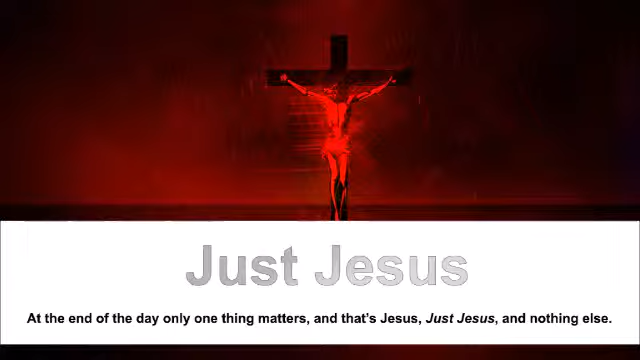 Just Jesus
At the end of the day only one thing matters, and that's Jesus, Just Jesus, and nothing else.